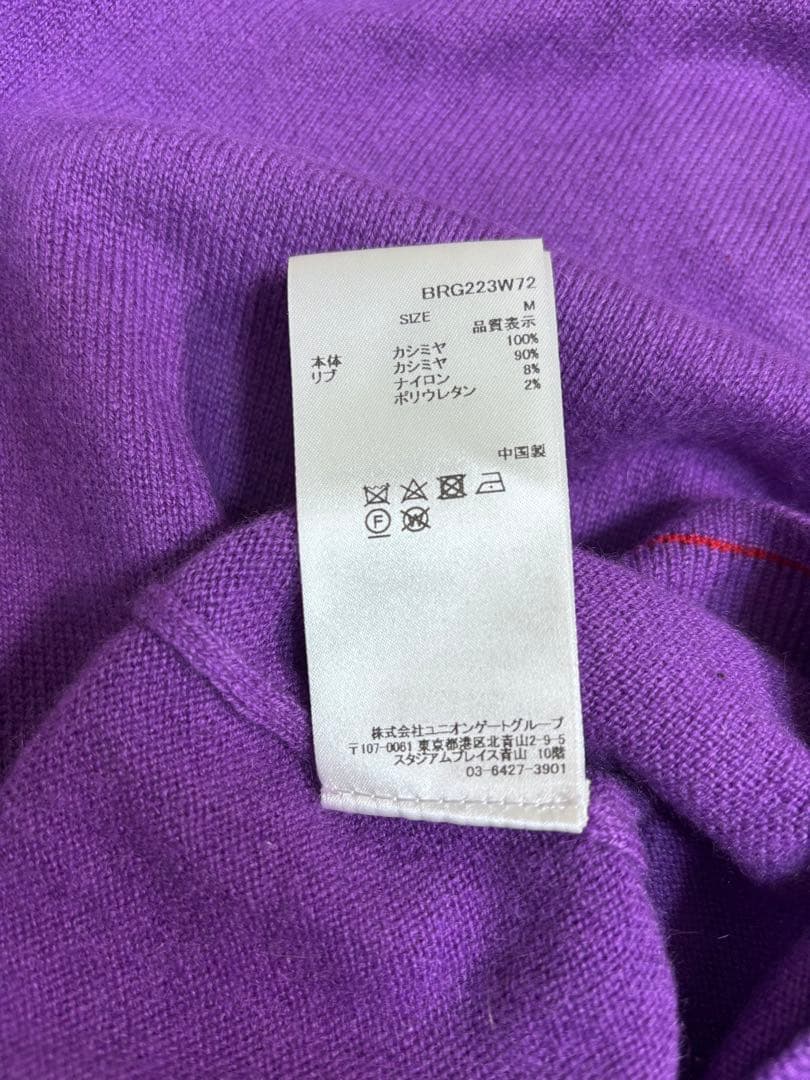 BRG223W72
SIZE M
品質表示
本体 カシミヤ 100%
リブ カシミヤ 90%
ナイロン 8%
ポリウレタン 2%
中国製
F W
株式会社ユニオンゲートグループ
〒107-0061 東京都港区北青山2-9-5
スタジアムプレイス青山 10階
03-6427-3901